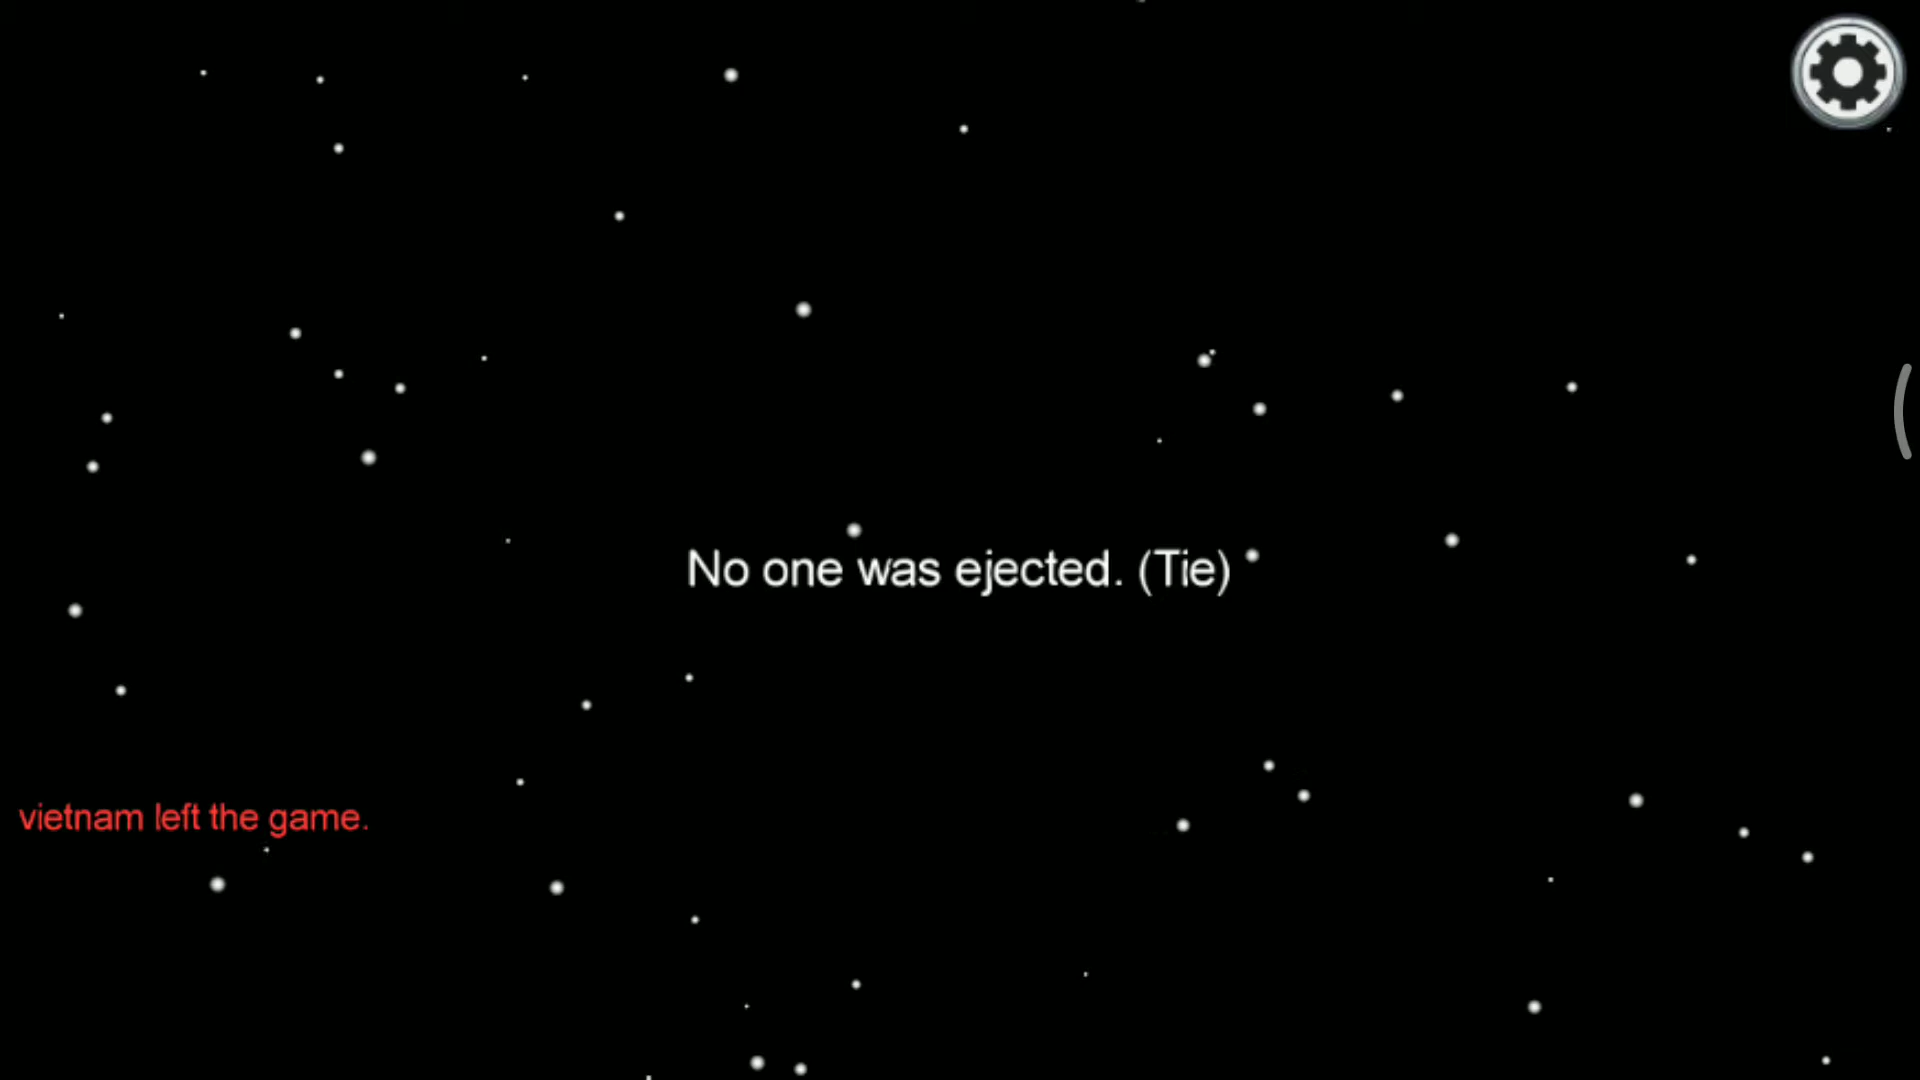 No one was ejected. (Tie)
vietnam left the game.